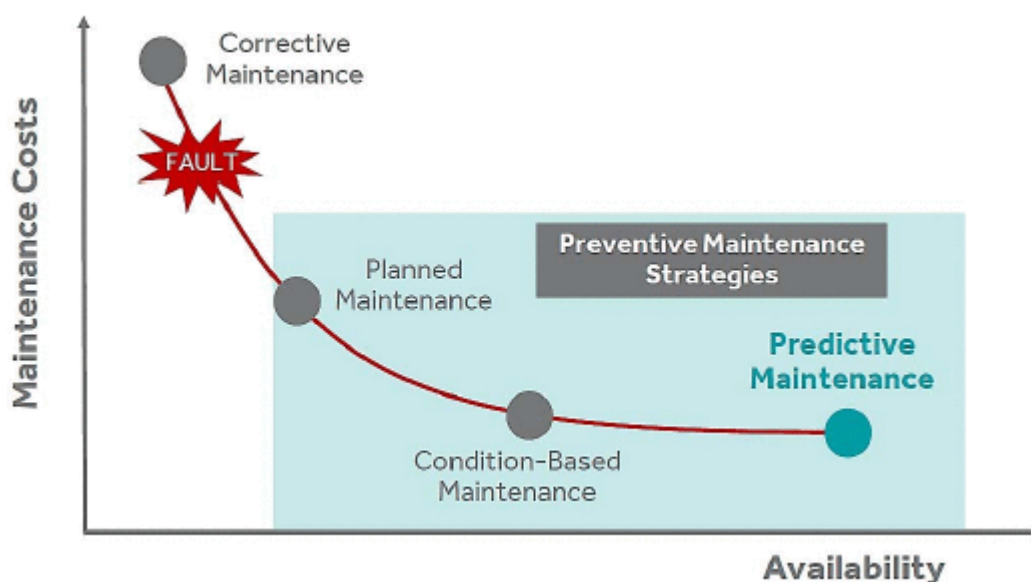 Corrective
Maintenance
FAULT
Maintenance Costs
Planned
Maintenance
Preventive Maintenance
Strategies
Predictive
Maintenance
Condition-Based
Maintenance
Availability